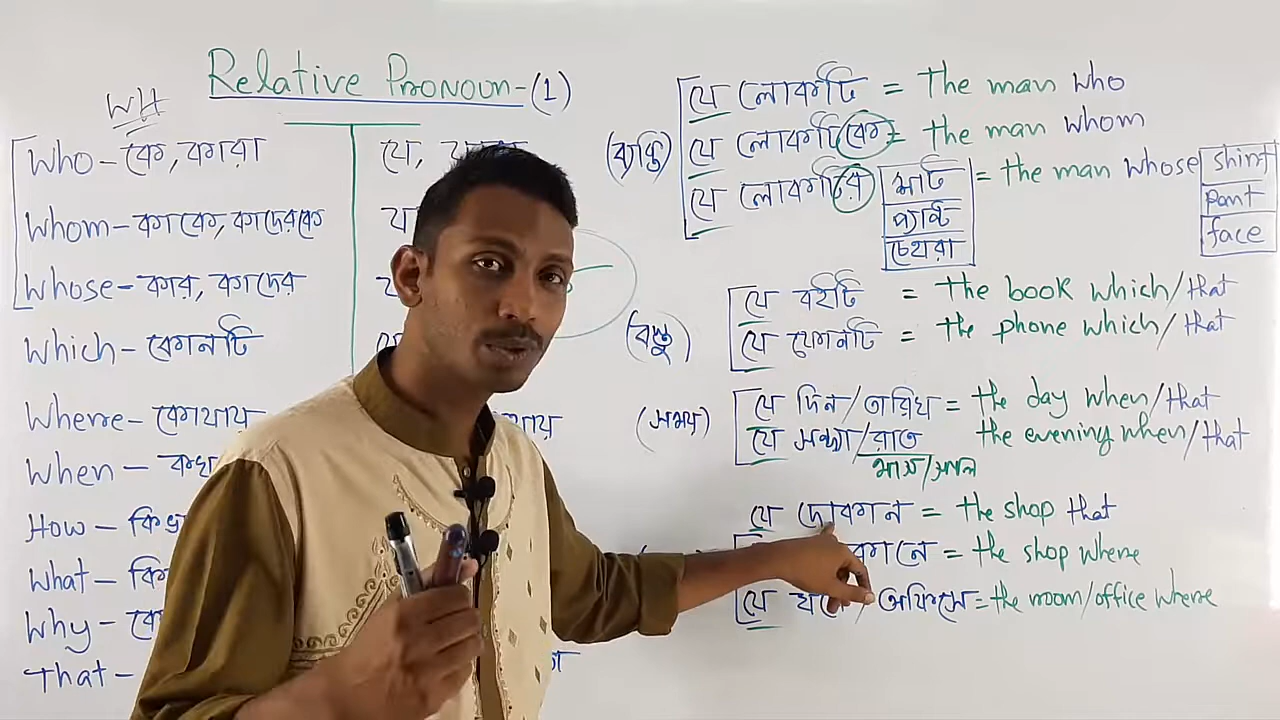 Relative Pronoun-(1)
WH
Who - কে, কারা
যে,
Whom - কাকে, কাদেরকে
Whose - কার, কাদের
Which - কোনটি
Where - কোথায়
When - কখন
How -
What -
Why -
That -
(ব্যক্তি)
যে লোকটি = The man who
যে লোকটিকে = the man whom
যে লোকটির শার্ট = the man whose shirt
প্যান্ট pant
চেহারা face
(বস্তু)
যে বইটি = the book which/that
যে ফোনটি = the phone which/that
(সময়)
যে দিন/তারিখ = the day when/that
যে সন্ধ্যা/রাতে the evening when/that
মাস/সাল
যে দোকান = the shop that
= the shop where
যে ঘরে/অফিসে = the room/office where